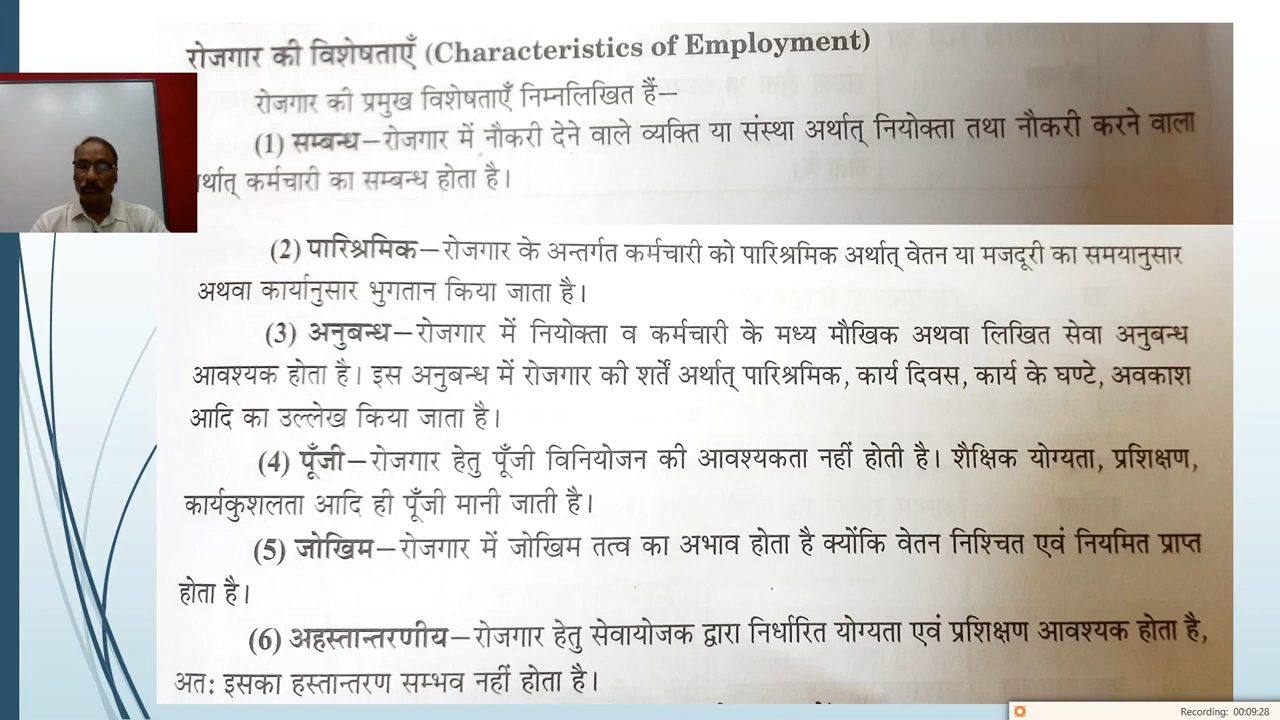 रोजगार की विशेषताएँ (Characteristics of Employment)
रोजगार की प्रमुख विशेषताएँ निम्नलिखित हैं–
(1) सम्बन्ध–रोजगार में नौकरी देने वाले व्यक्ति या संस्था अर्थात् नियोक्ता तथा नौकरी करने वाला
र्थात् कर्मचारी का सम्बन्ध होता है।
(2) पारिश्रमिक–रोजगार के अन्तर्गत कर्मचारी को पारिश्रमिक अर्थात् वेतन या मजदूरी का समयानुसार
अथवा कार्यानुसार भुगतान किया जाता है।
(3) अनुबन्ध–रोजगार में नियोक्ता व कर्मचारी के मध्य मौखिक अथवा लिखित सेवा अनुबन्ध
आवश्यक होता है। इस अनुबन्ध में रोजगार की शर्तें अर्थात् पारिश्रमिक, कार्य दिवस, कार्य के घण्टे, अवकाश
आदि का उल्लेख किया जाता है।
(4) पूँजी–रोजगार हेतु पूँजी विनियोजन की आवश्यकता नहीं होती है। शैक्षिक योग्यता, प्रशिक्षण,
कार्यकुशलता आदि ही पूँजी मानी जाती है।
(5) जोखिम–रोजगार में जोखिम तत्व का अभाव होता है क्योंकि वेतन निश्चित एवं नियमित प्राप्त
होता है।
(6) अहस्तान्तरणीय–रोजगार हेतु सेवायोजक द्वारा निर्धारित योग्यता एवं प्रशिक्षण आवश्यक होता है,
अतः इसका हस्तान्तरण सम्भव नहीं होता है।
Recording: 00:09:28